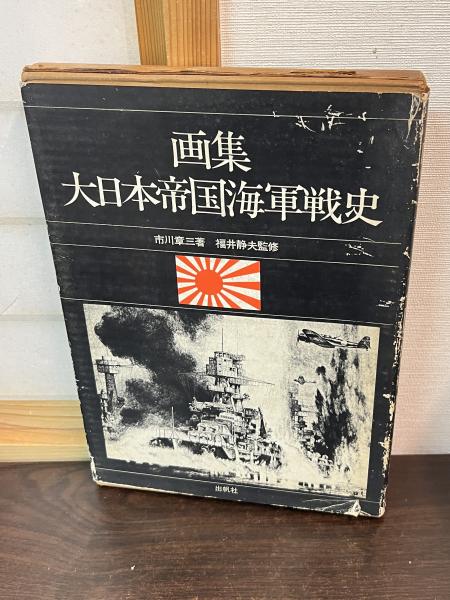 画集
大日本帝国海軍戦史
市川章三著 福井静夫監修
出帆社